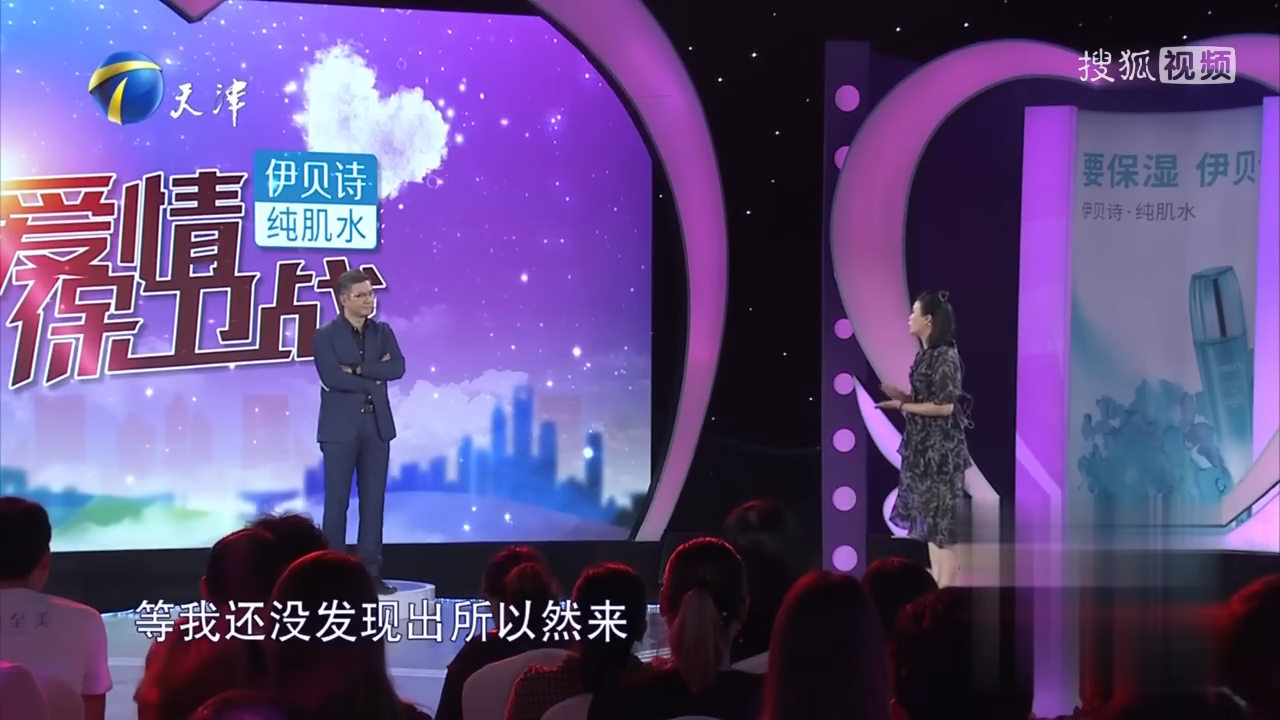 天津
搜狐视频
伊贝诗
纯肌水
爱情
保卫战
要保湿 伊贝
伊贝诗·纯肌水
至美
等我还没发现出所以然来